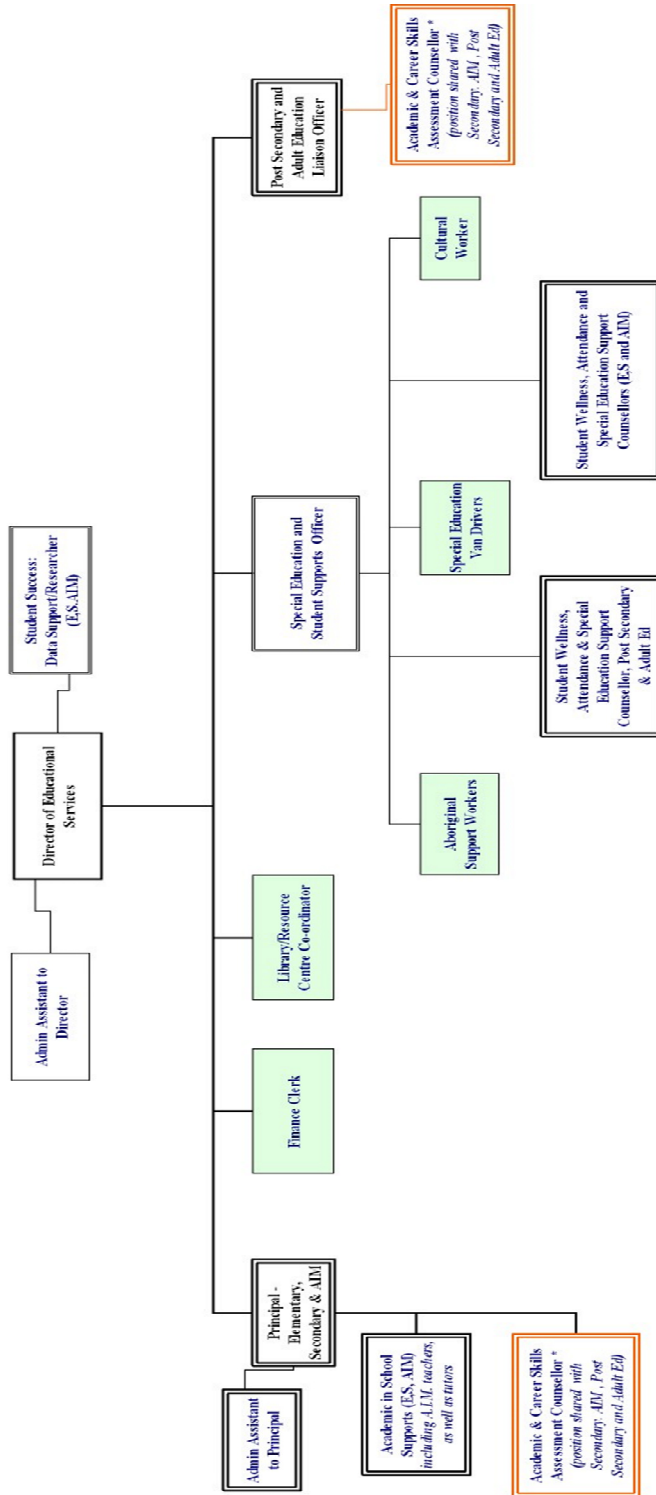 Director of Educational
Services
Admin Assistant to
Director
Student Success:
Data Support/Researcher
(E,S,AIM)
Principal -
Elementary,
Secondary & AIM
Admin Assistant
to Principal
Academic in School
Supports (E,S, AIM)
including A.I.M. teachers,
as well as tutors
Academic & Career Skills
Assessment Counsellor *
(position shared with
Secondary, AIM , Post
Secondary and Adult Ed)
Finance Clerk
Library/Resource
Centre Co-ordinator
Special Education and
Student Supports Officer
Aboriginal
Support Workers
Student Wellness,
Attendance & Special
Education Support
Counsellor, Post Secondary
& Adult Ed
Special Education
Van Drivers
Student Wellness, Attendance and
Special Education Support
Counsellors (E,S and AIM)
Cultural
Worker
Post Secondary and
Adult Education
Liaison Officer
Academic & Career Skills
Assessment Counsellor *
(position shared with
Secondary, AIM , Post
Secondary and Adult Ed)